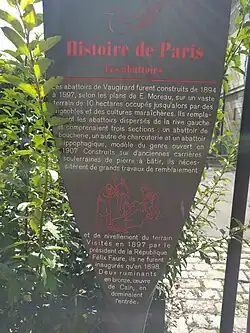 Histoire de Paris
Les abattoirs
Les abattoirs de Vaugirard furent construits de 1894
à 1897, selon les plans de E. Moreau, sur un vaste
terrain de 10 hectares occupés jusqu'alors par des
vignobles et des cultures maraîchères. Ils rempla-
cent les abattoirs dispersés de la rive gauche
et comprenaient trois sections : un abattoir de
boucherie, un autre de charcuterie et un abattoir
hippophagique, modèle du genre ouvert en
1907. Construits sur d'anciennes carrières
souterraines de pierre à bâtir, ils néces-
sitèrent de grands travaux de remblaiement
et de nivellement du terrain.
Visités en 1897 par le
président de la République
Félix Faure, ils ne furent
inaugurés qu'en 1898.
Deux ruminants
en bronze, œuvre
de Cain, en
dominaient
l'entrée.